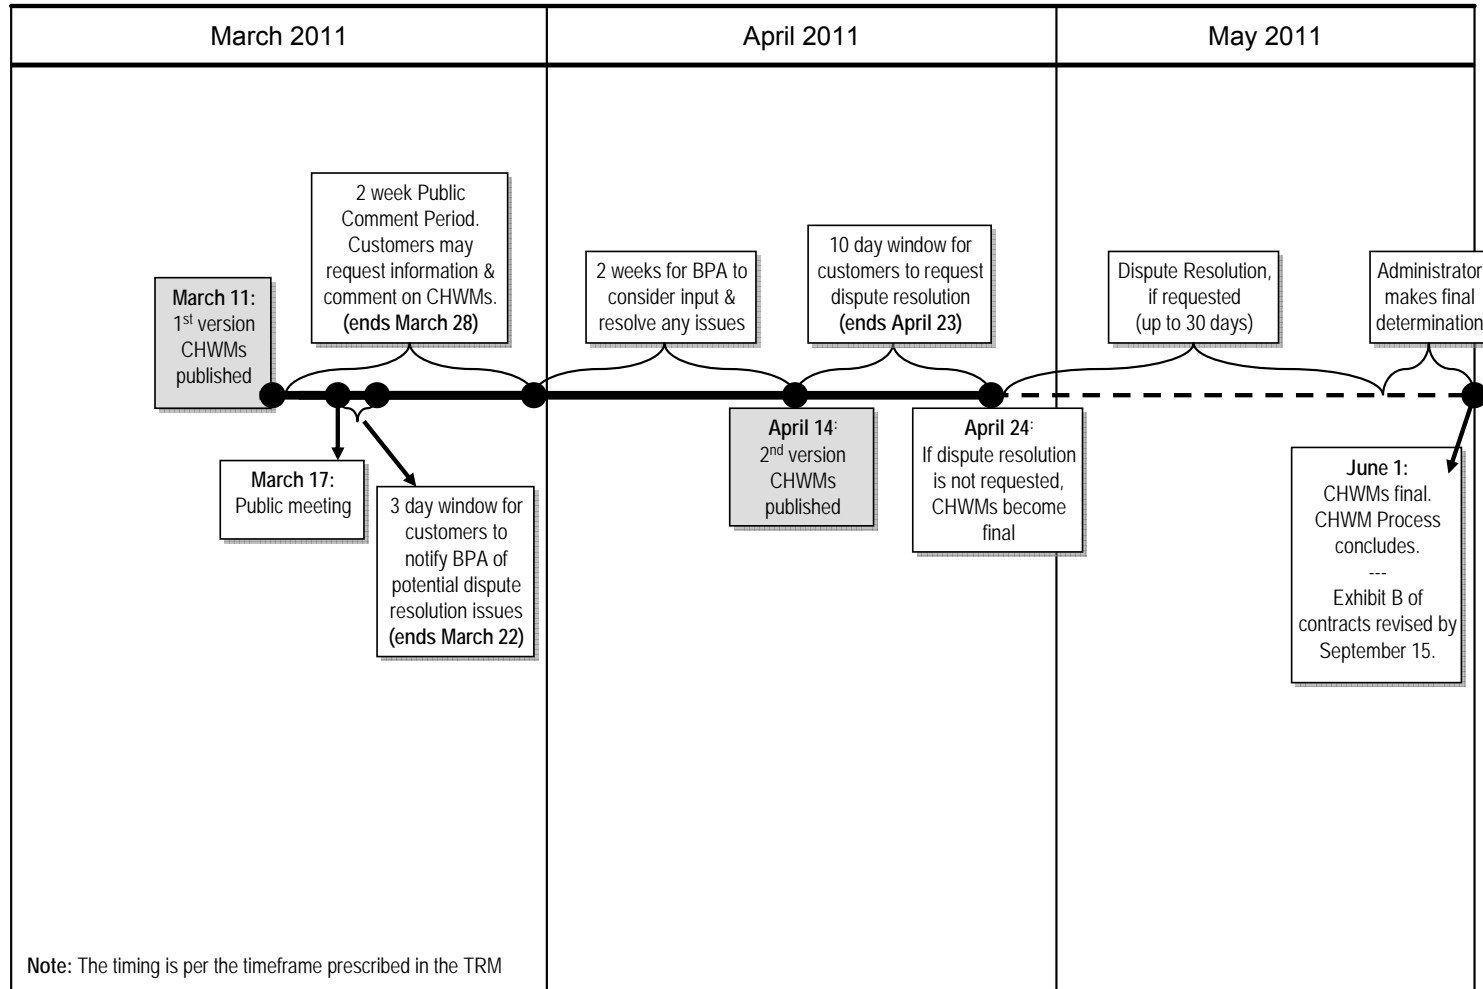 March 2011
April 2011
May 2011
March 11:
1st version
CHWMs
published
2 week Public
Comment Period.
Customers may
request information &
comment on CHWMs.
(ends March 28)
2 weeks for BPA to
consider input &
resolve any issues
10 day window for
customers to request
dispute resolution
(ends April 23)
Dispute Resolution,
if requested
(up to 30 days)
Administrator
makes final
determination
March 17:
Public meeting
3 day window for
customers to
notify BPA of
potential dispute
resolution issues
(ends March 22)
April 14:
2nd version
CHWMs
published
April 24:
If dispute resolution
is not requested,
CHWMs become
final
June 1:
CHWMs final.
CHWM Process
concludes.
---
Exhibit B of
contracts revised by
September 15.
Note: The timing is per the timeframe prescribed in the TRM